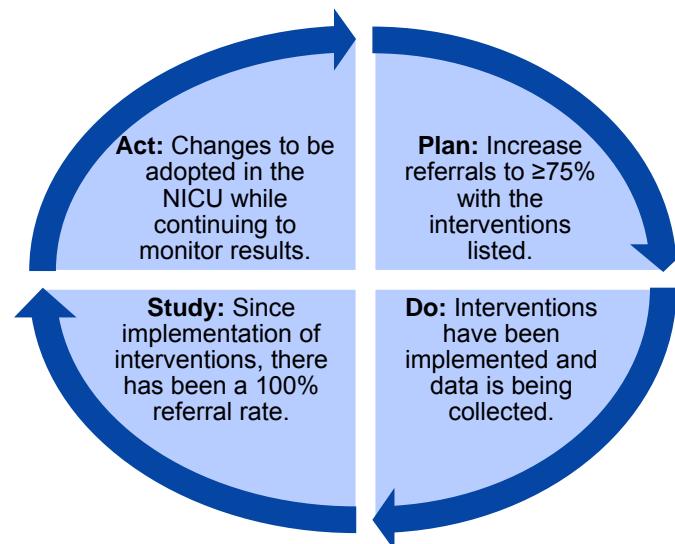 Act: Changes to be
adopted in the
NICU while
continuing to
monitor results.
Plan: Increase
referrals to ≥75%
with the
interventions
listed.
Study: Since
implementation of
interventions, there
has been a 100%
referral rate.
Do: Interventions
have been
implemented and
data is being
collected.